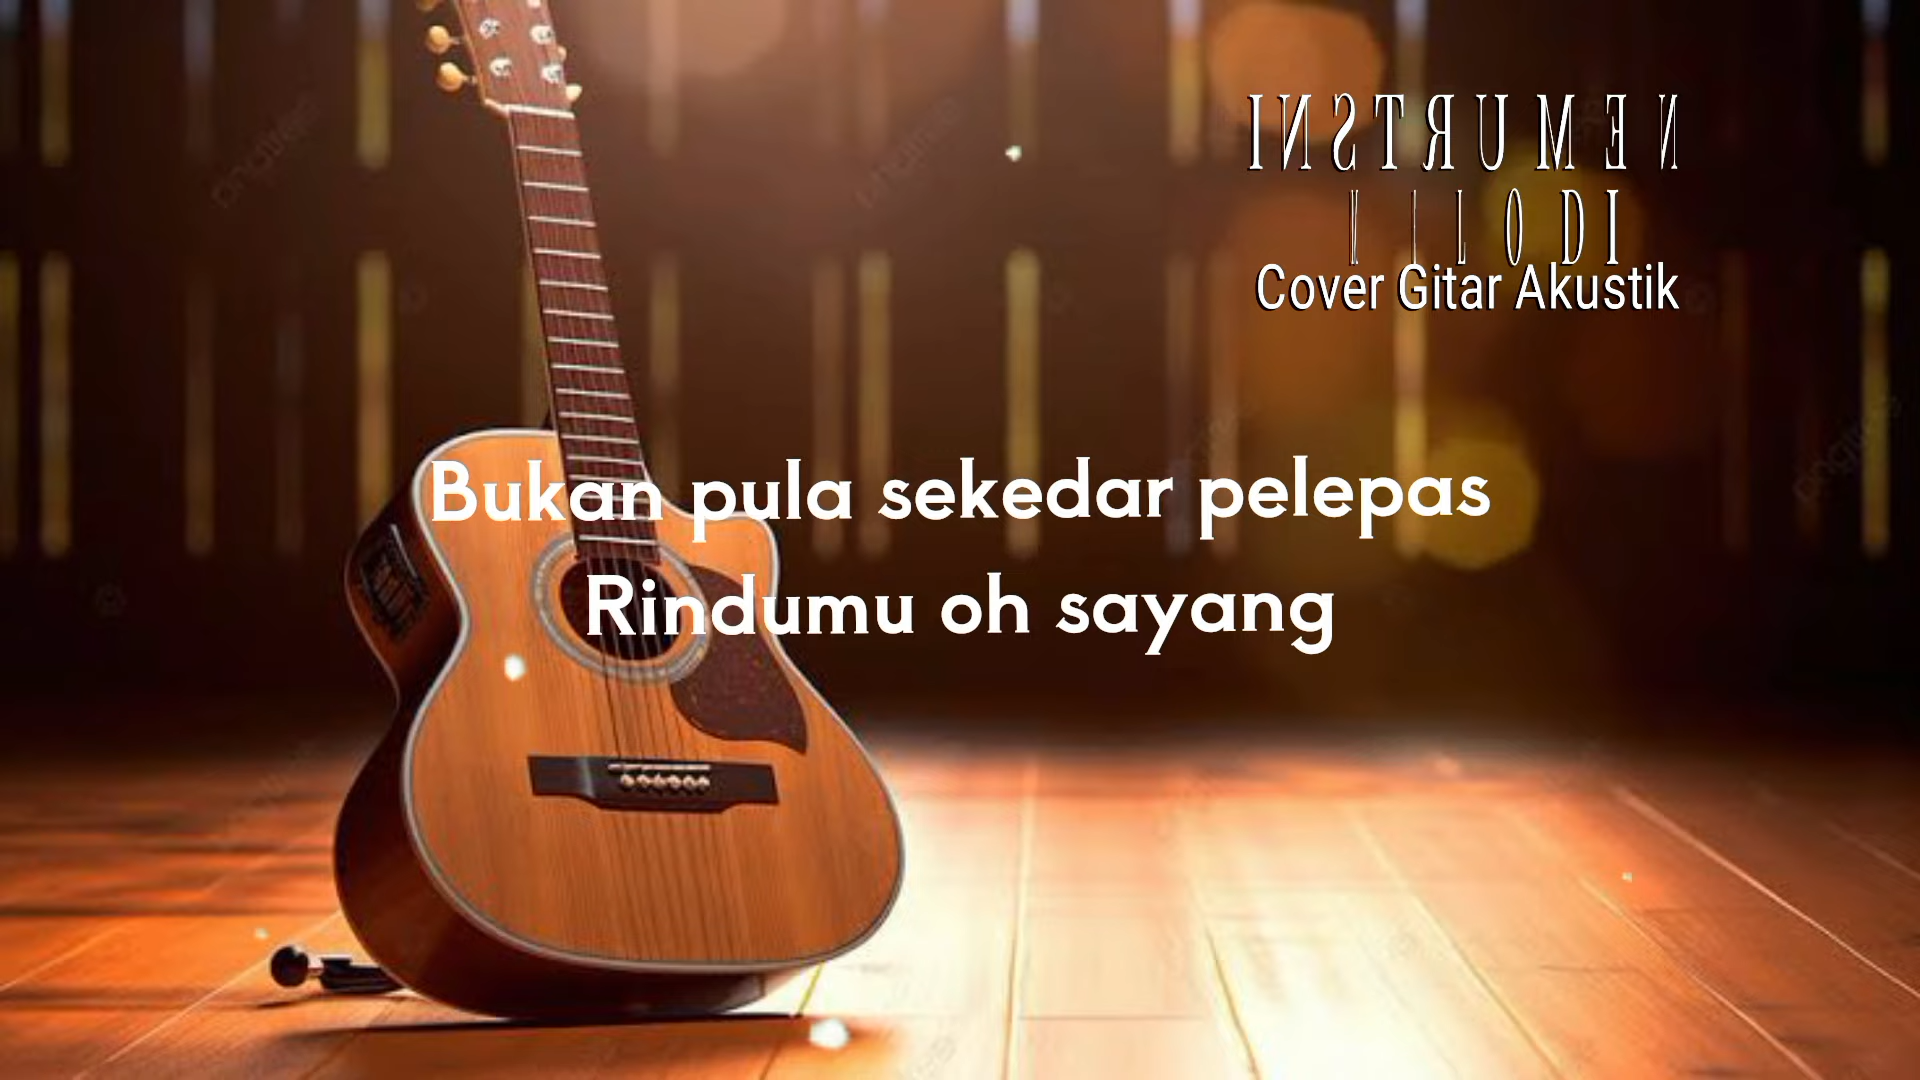 INSTRUMEN
Cover Gitar Akustik
Bukan pula sekedar pelepas
Rindumu oh sayang